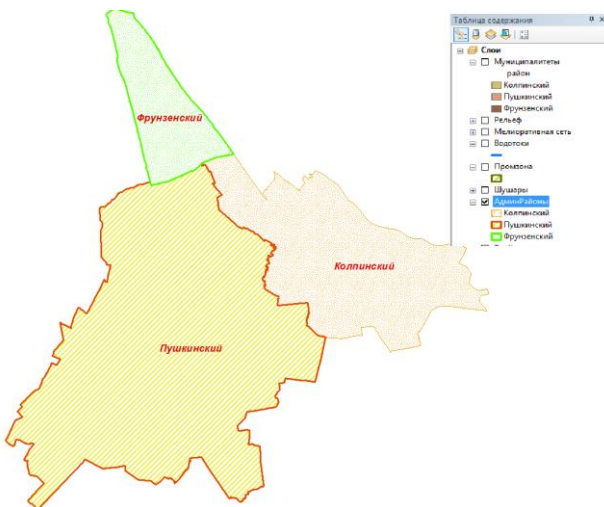 Таблица содержания
Слои
Муниципалитеты
район
Колпинский
Пушкинский
Фрунзенский
Рельеф
Мелиоративная сеть
Водотоки
Промзона
Шушары
АдминРайоны
Колпинский
Пушкинский
Фрунзенский
Фрунзенский
Колпинский
Пушкинский